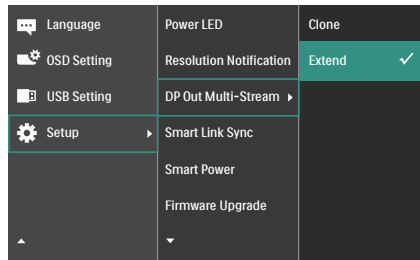 Language
OSD Setting
USB Setting
Setup
Power LED
Resolution Notification
DP Out Multi-Stream
Smart Link Sync
Smart Power
Firmware Upgrade
Clone
Extend